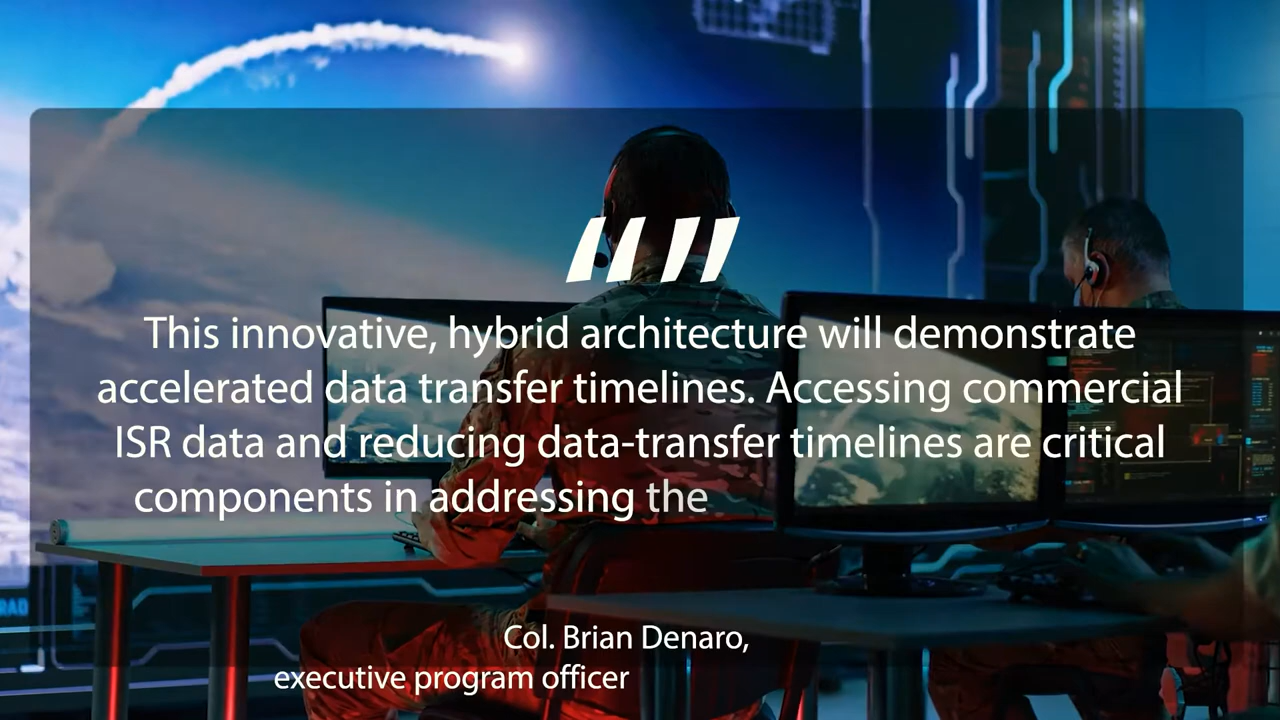 ““
This innovative, hybrid architecture will demonstrate
accelerated data transfer timelines. Accessing commercial
ISR data and reducing data-transfer timelines are critical
components in addressing the
RAD
Col. Brian Denaro,
executive program officer